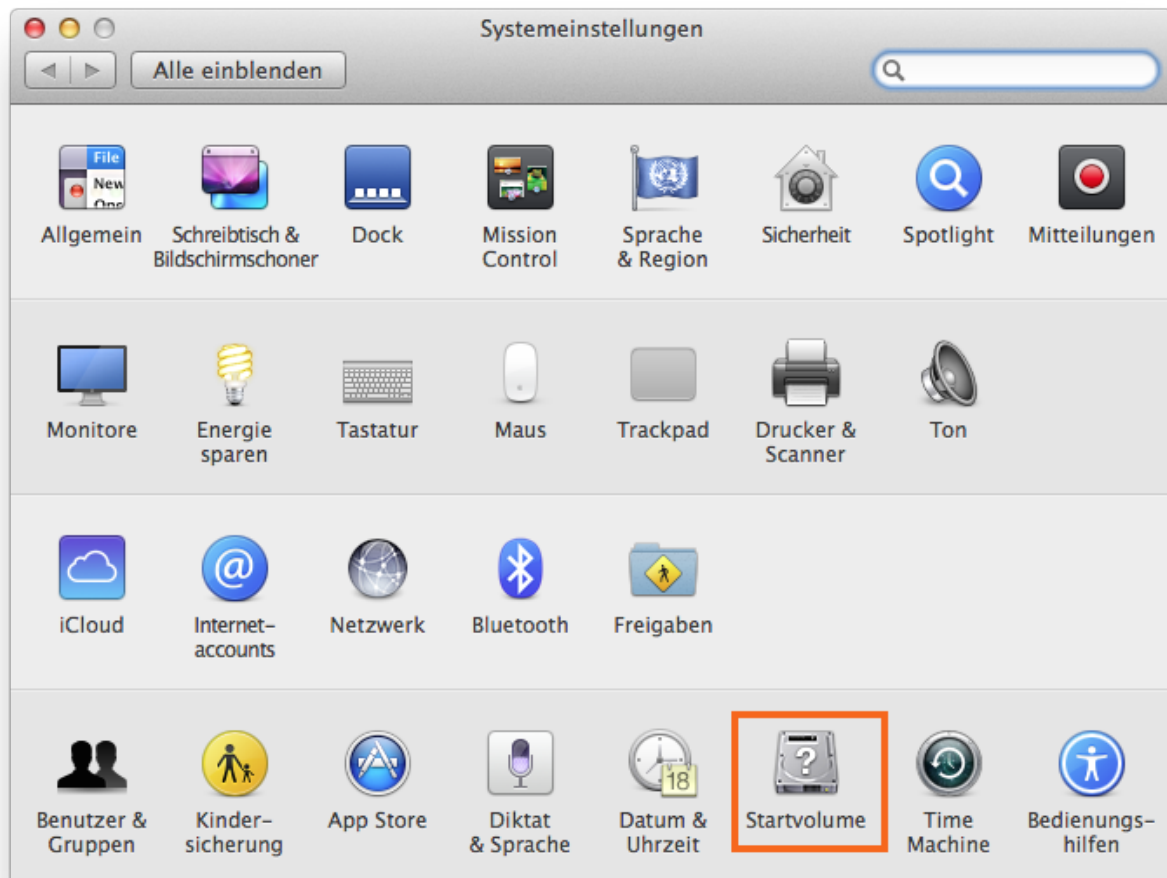 Systemeinstellungen
Alle einblenden
File
New
Ope
Allgemein
Schreibtisch &
Bildschirmschoner
Dock
Mission
Control
Sprache
& Region
Sicherheit
Spotlight
Mitteilungen
Monitore
Energie
sparen
Tastatur
Maus
Trackpad
Drucker &
Scanner
Ton
iCloud
@
Internet-
accounts
Netzwerk
Bluetooth
Freigaben
Benutzer &
Gruppen
Kinder-
sicherung
App Store
Diktat
& Sprache
18
Datum &
Uhrzeit
?
Startvolume
Time
Machine
Bedienungs-
hilfen